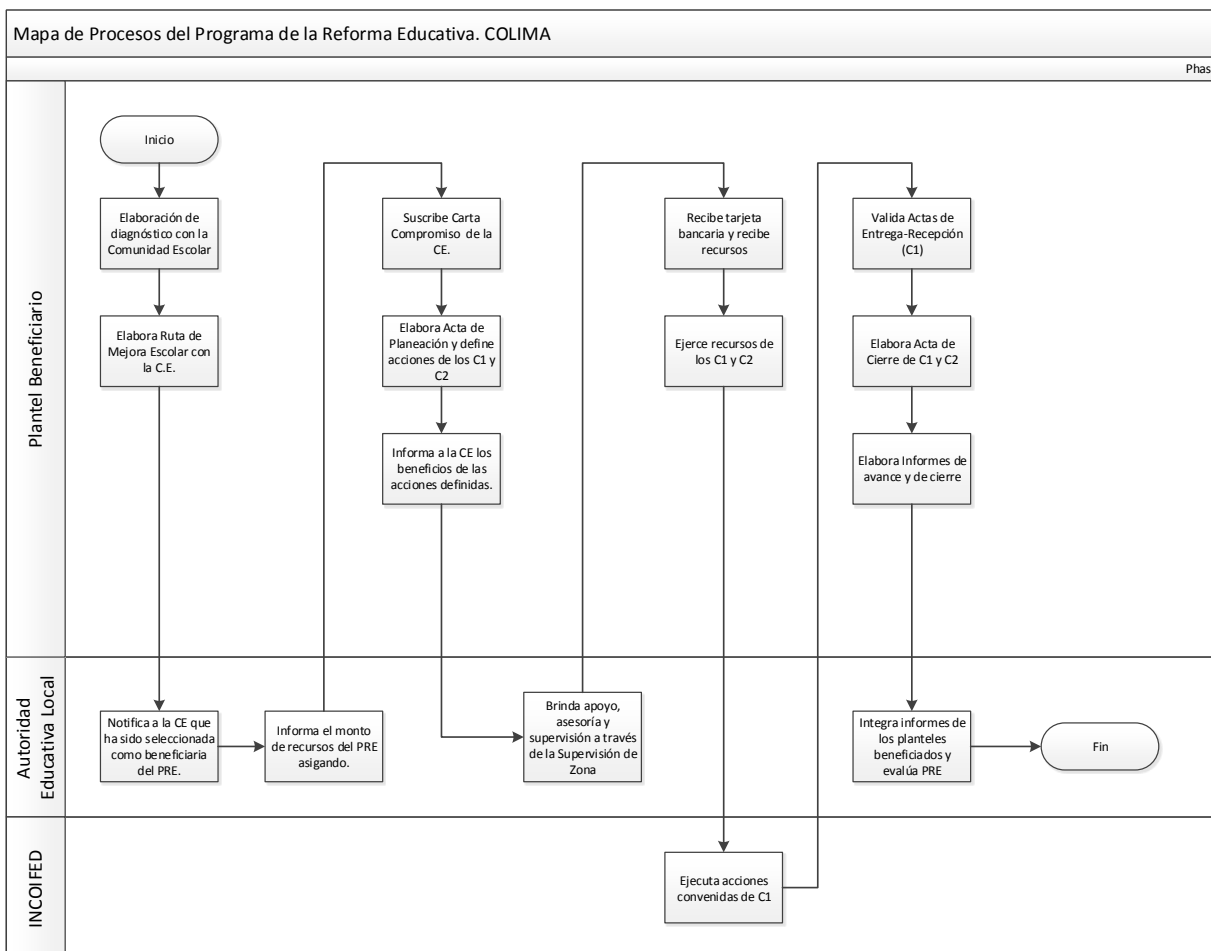 Mapa de Procesos del Programa de la Reforma Educativa. COLIMA
Phas
Plantel Beneficiario
Inicio
Elaboración de
diagnóstico con la
Comunidad Escolar
Elabora Ruta de
Mejora Escolar con
la C.E.
Suscribe Carta
Compromiso de la
CE.
Elabora Acta de
Planeación y define
acciones de los C1 y
C2
Informa a la CE los
beneficios de las
acciones definidas.
Recibe tarjeta
bancaria y recibe
recursos
Ejerce recursos de
los C1 y C2
Valida Actas de
Entrega-Recepción
(C1)
Elabora Acta de
Cierre de C1 y C2
Elabora Informes de
avance y de cierre
Autoridad
Educativa Local
Notifica a la CE que
ha sido seleccionada
como beneficiaria
del PRE.
Informa el monto
de recursos del PRE
asigando.
Brinda apoyo,
asesoría y
supervisión a través
de la Supervisión de
Zona
Integra informes de
los planteles
beneficiados y
evalúa PRE
Fin
INCOIFED
Ejecuta acciones
convenidas de C1